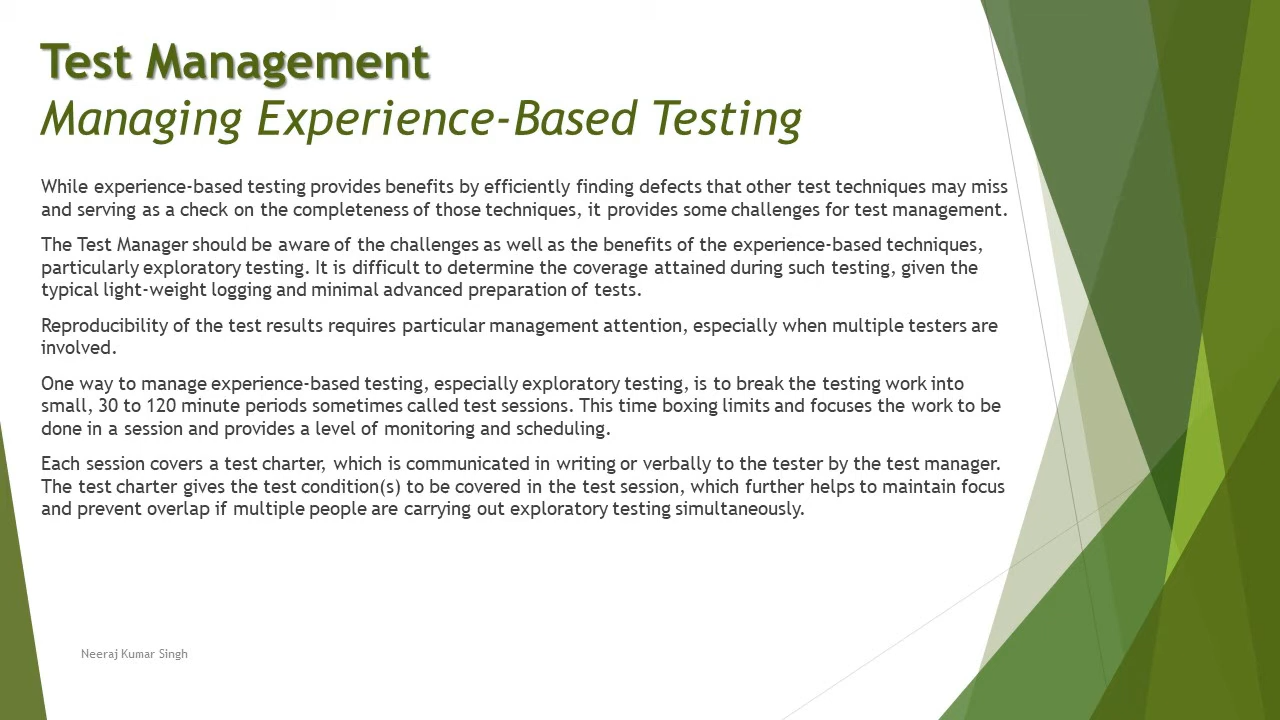 Test Management
Managing Experience-Based Testing
While experience-based testing provides benefits by efficiently finding defects that other test techniques may miss
and serving as a check on the completeness of those techniques, it provides some challenges for test management.
The Test Manager should be aware of the challenges as well as the benefits of the experience-based techniques,
particularly exploratory testing. It is difficult to determine the coverage attained during such testing, given the
typical light-weight logging and minimal advanced preparation of tests.
Reproducibility of the test results requires particular management attention, especially when multiple testers are
involved.
One way to manage experience-based testing, especially exploratory testing, is to break the testing work into
small, 30 to 120 minute periods sometimes called test sessions. This time boxing limits and focuses the work to be
done in a session and provides a level of monitoring and scheduling.
Each session covers a test charter, which is communicated in writing or verbally to the tester by the test manager.
The test charter gives the test condition(s) to be covered in the test session, which further helps to maintain focus
and prevent overlap if multiple people are carrying out exploratory testing simultaneously.
Neeraj Kumar Singh